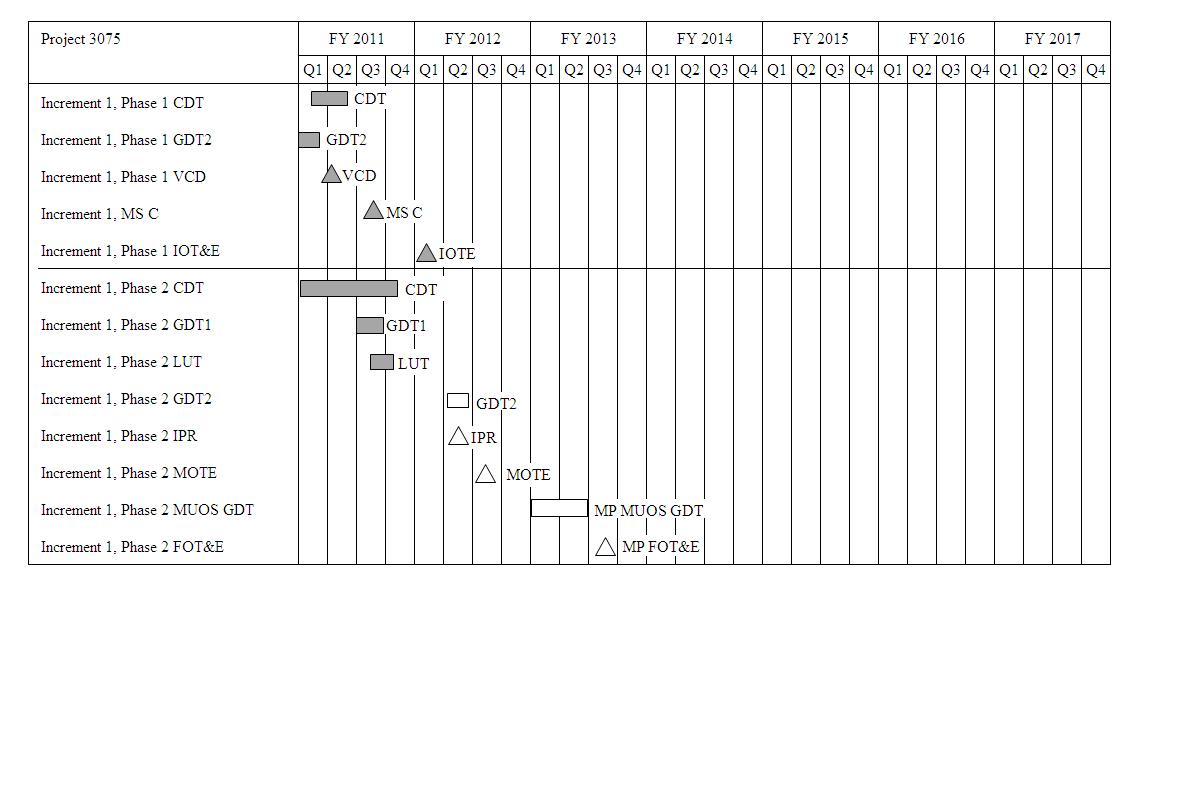 Project 3075 FY 2011 FY 2012 FY 2013 FY 2014 FY 2015 FY 2016 FY 2017
Q1 Q2 Q3 Q4 Q1 Q2 Q3 Q4 Q1 Q2 Q3 Q4 Q1 Q2 Q3 Q4 Q1 Q2 Q3 Q4 Q1 Q2 Q3 Q4 Q1 Q2 Q3 Q4
Increment 1, Phase 1 CDT CDT
Increment 1, Phase 1 GDT2 GDT2
Increment 1, Phase 1 VCD VCD
Increment 1, MS C MS C
Increment 1, Phase 1 IOT&E IOTE
Increment 1, Phase 2 CDT CDT
Increment 1, Phase 2 GDT1 GDT1
Increment 1, Phase 2 LUT LUT
Increment 1, Phase 2 GDT2 GDT2
Increment 1, Phase 2 IPR IPR
Increment 1, Phase 2 MOTE MOTE
Increment 1, Phase 2 MUOS GDT MP MUOS GDT
Increment 1, Phase 2 FOT&E MP FOT&E